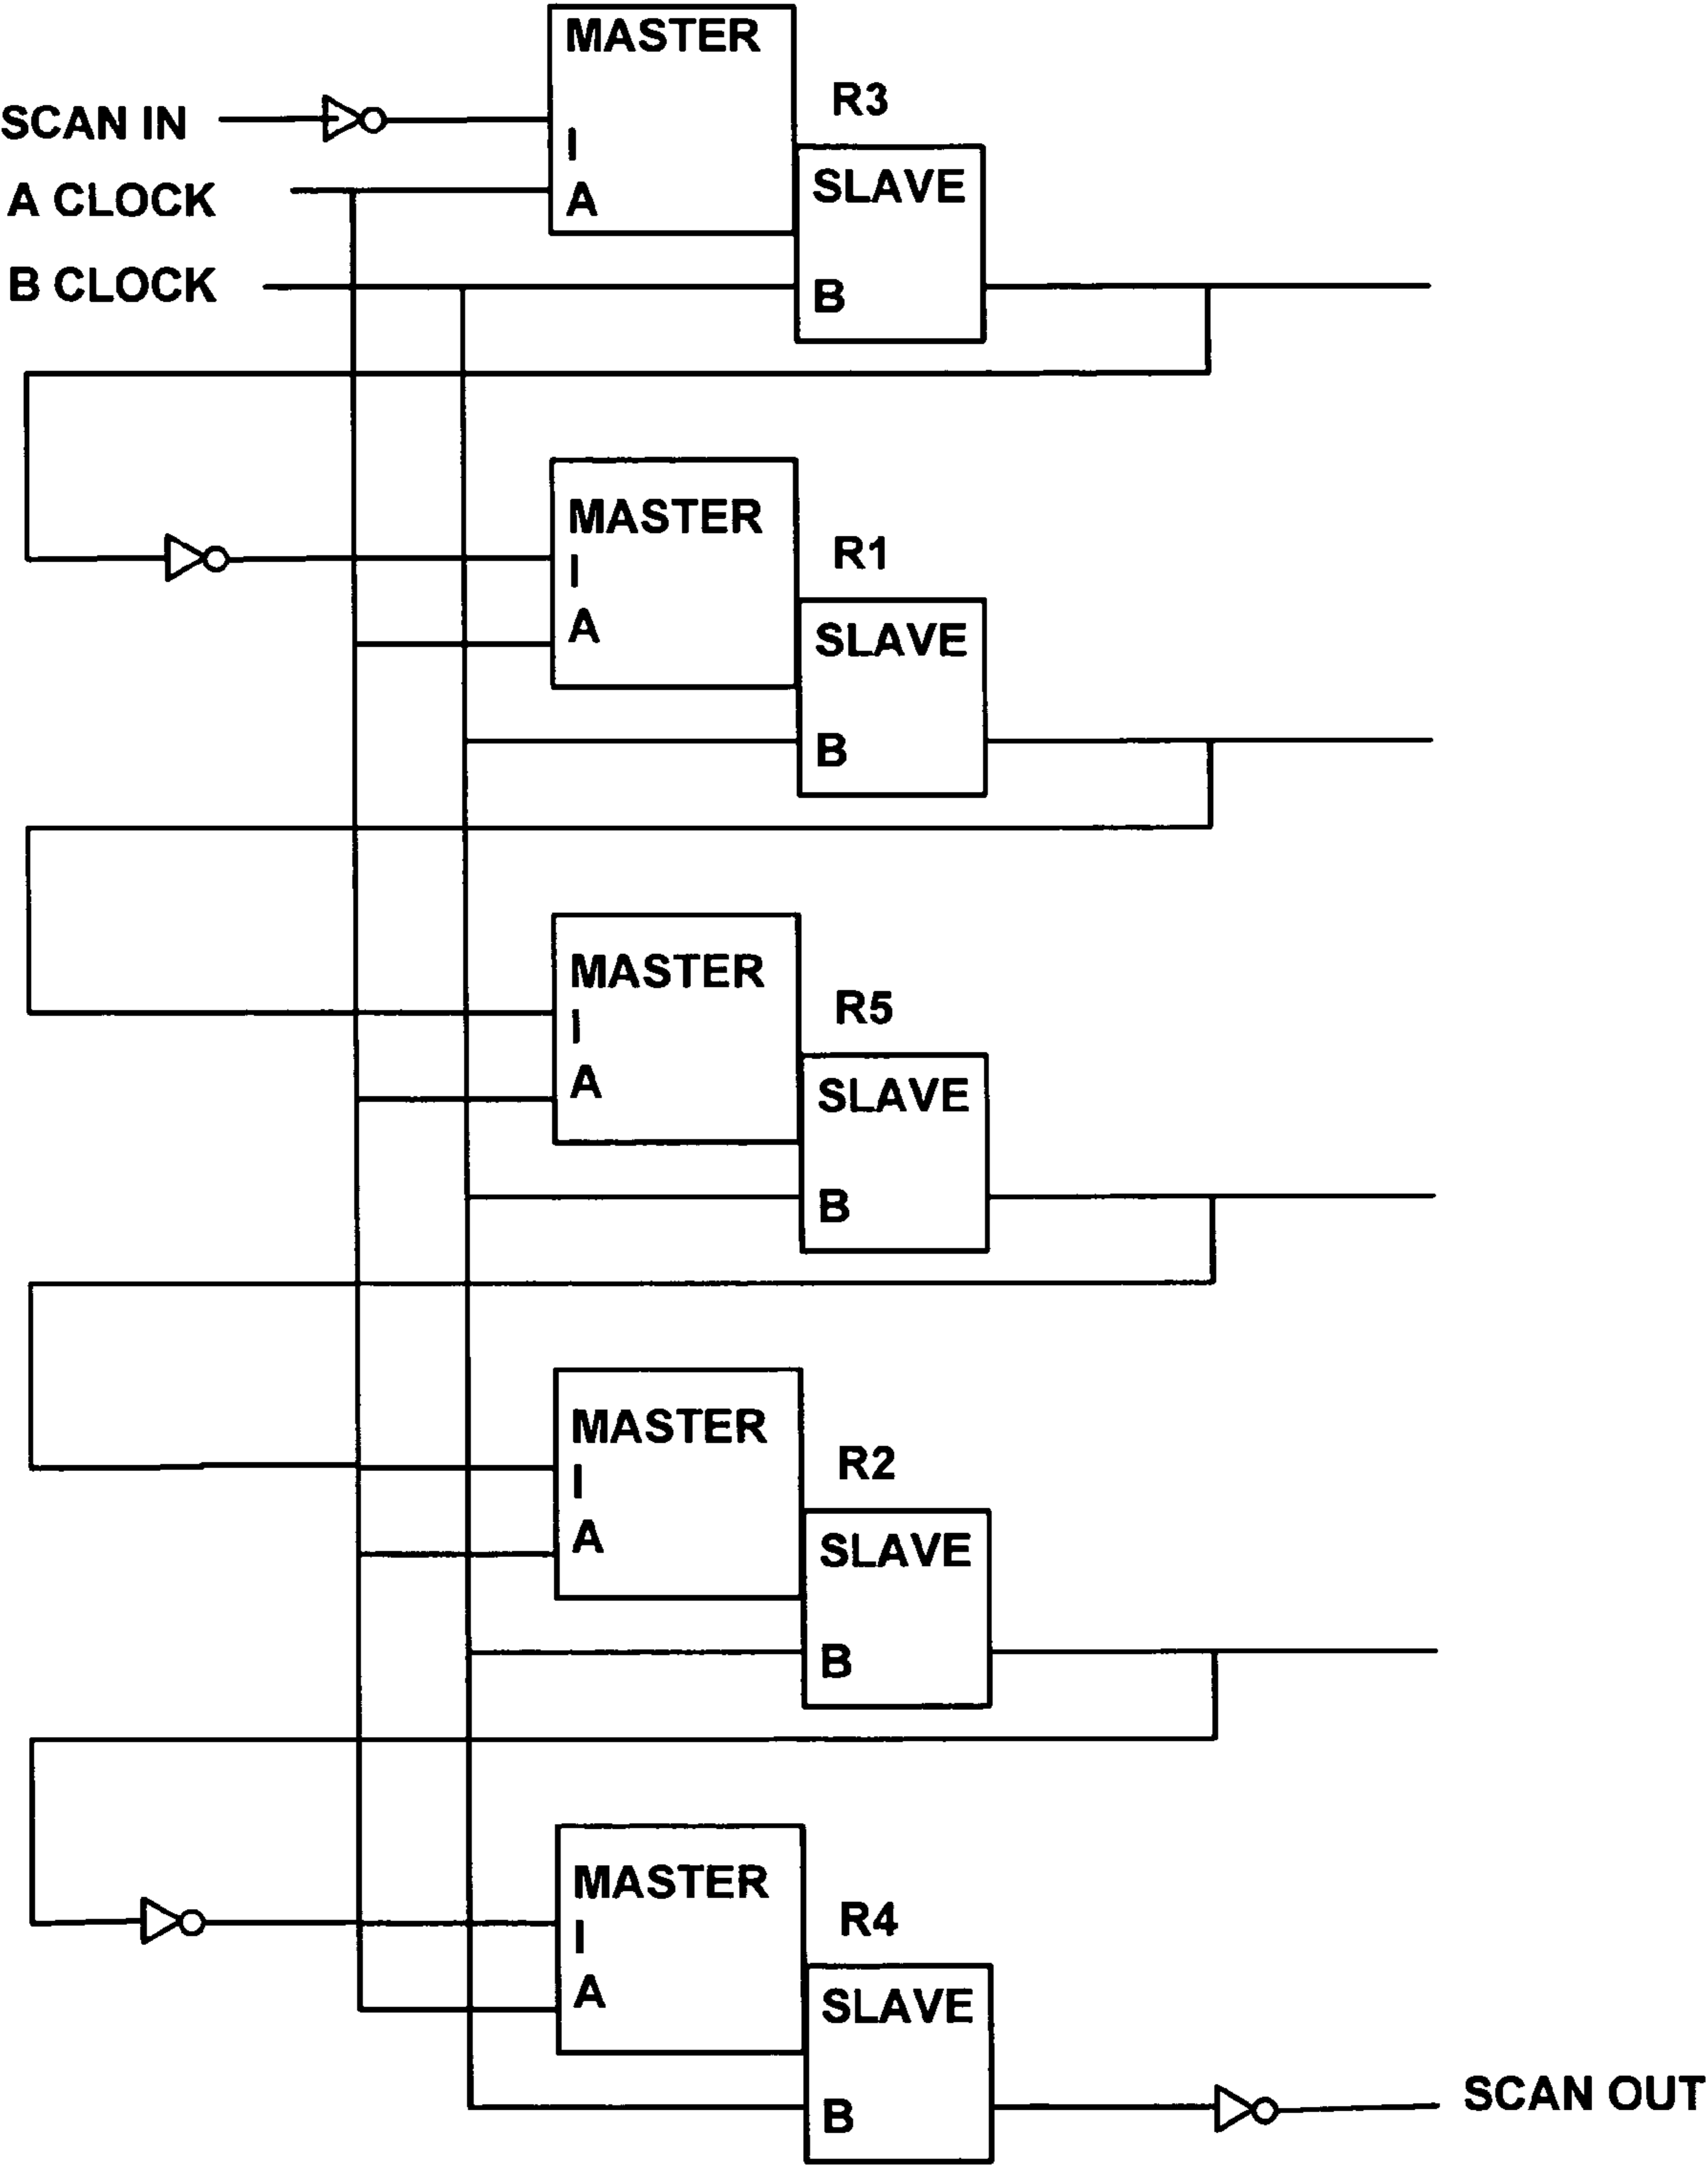 MASTER
R3
SCAN IN
I
SLAVE
A CLOCK
A
B CLOCK
B
MASTER
R1
I
A
SLAVE
B
MASTER
R5
I
A
SLAVE
B
MASTER
R2
I
A
SLAVE
B
MASTER
R4
I
A
SLAVE
SCAN OUT
B